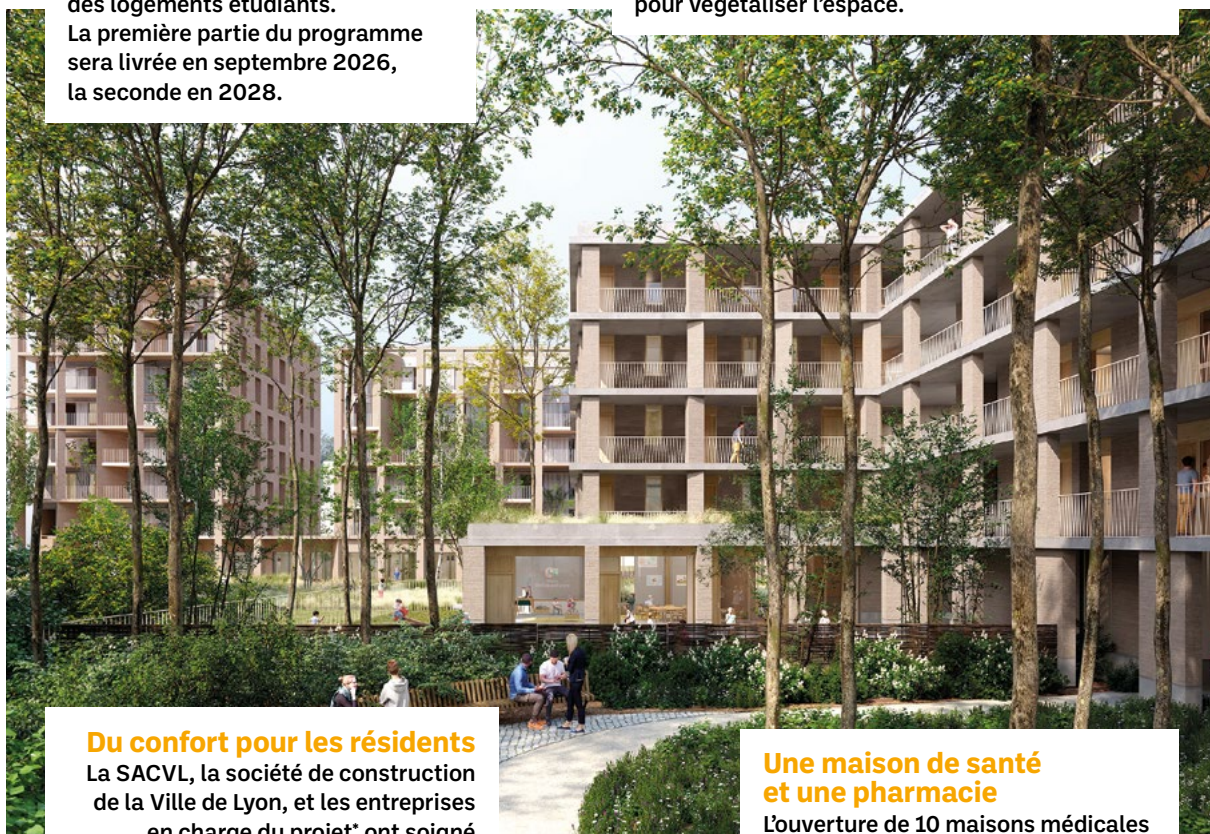 des logements étudiants.
La première partie du programme
sera livrée en septembre 2026,
la seconde en 2028.
pour végétaliser l'espace.
Du confort pour les résidents
La SACVL, la société de construction
de la Ville de Lyon, et les entreprises
en charge du projet* ont soigné
Une maison de santé
et une pharmacie
L'ouverture de 10 maisons médicales